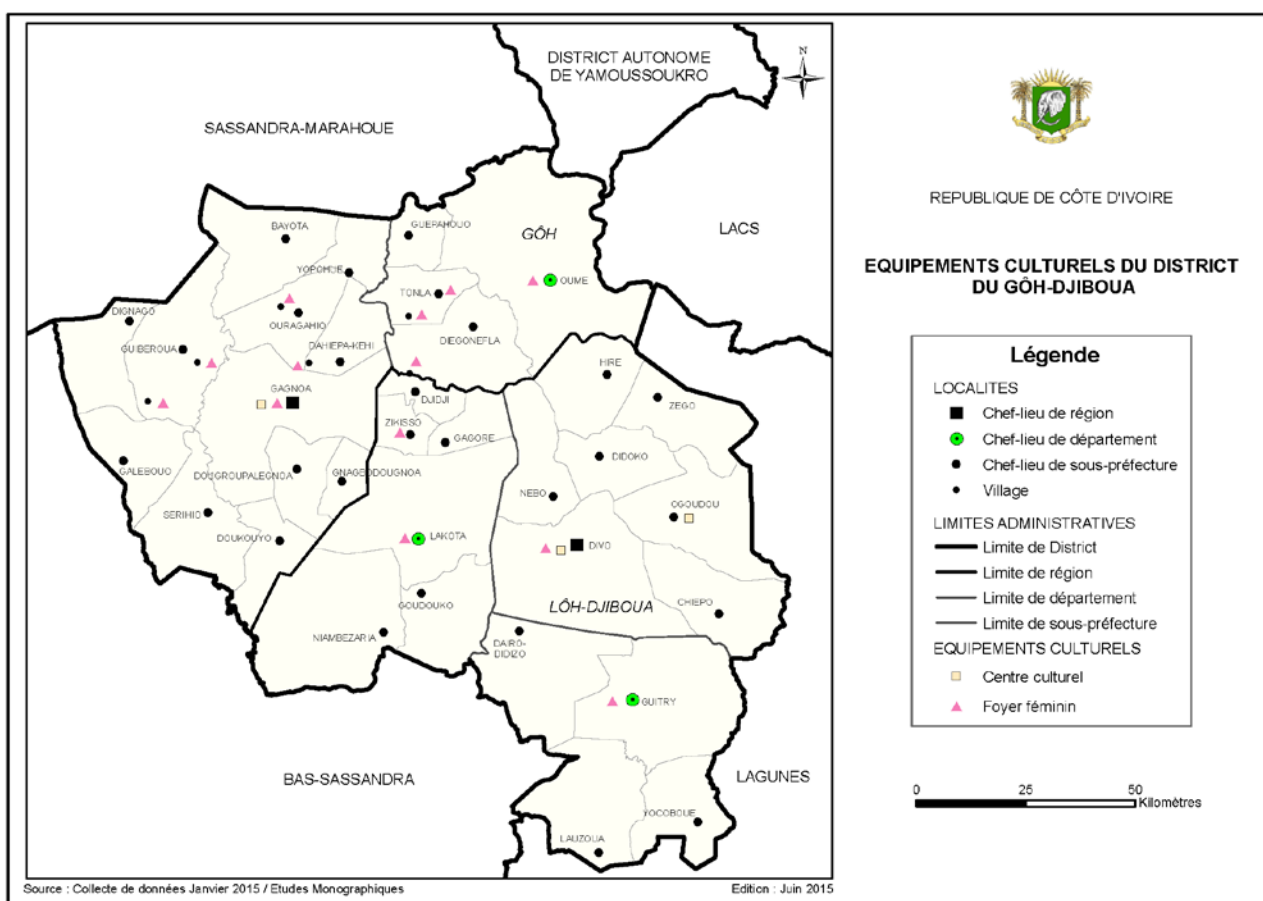 DISTRICT AUTONOME
DE YAMOUSSOUKRO
N
SASSANDRA-MARAHOUE
LACS
GUEPAHOUO
GÔH
BAYOTA
YOPOHUE
OUME
TONLA
DIGNAGO
OURAGAHIO
DIEGONEFLA
GUIBEROUA
DAHIEPA-KEHI
HIRE
GAGNOA
DJIDJI
ZEGO
ZIKISSO
GAGORE
DIDOKO
GALEBOUO
DOUGROUPALEGNOA
GNAGBODOUGNOA
NEBO
OGOUDOU
SERIHIO
DOUKOUYO
LAKOTA
DIVO
GOUDOUKO
LÔH-DJIBOUA
CHIEPO
NIAMBEZARIA
DAIRO-
DIDIZO
GUITRY
BAS-SASSANDRA
LAGUNES
YOCOBOUE
LAUZOUA
Source : Collecte de données Janvier 2015 / Etudes Monographiques
Edition : Juin 2015
REPUBLIQUE DE CÔTE D'IVOIRE
EQUIPEMENTS CULTURELS DU DISTRICT
DU GÔH-DJIBOUA
Légende
LOCALITES
Chef-lieu de région
Chef-lieu de département
Chef-lieu de sous-préfecture
Village
LIMITES ADMINISTRATIVES
Limite de District
Limite de région
Limite de département
Limite de sous-préfecture
EQUIPEMENTS CULTURELS
Centre culturel
Foyer féminin
0 25 50
Kilomètres